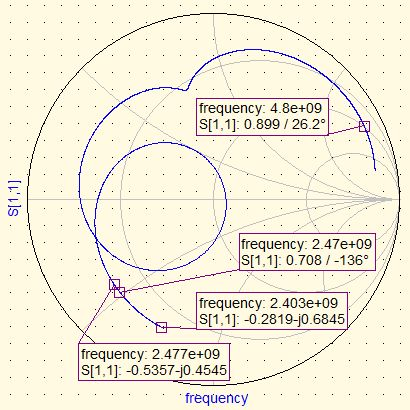 frequency: 4.8e+09
S[1,1]: 0.899 / 26.2°
S[1,1]
frequency: 2.47e+09
S[1,1]: 0.708 / -136°
frequency: 2.403e+09
S[1,1]: -0.2819-j0.6845
frequency: 2.477e+09
S[1,1]: -0.5357-j0.4545
frequency